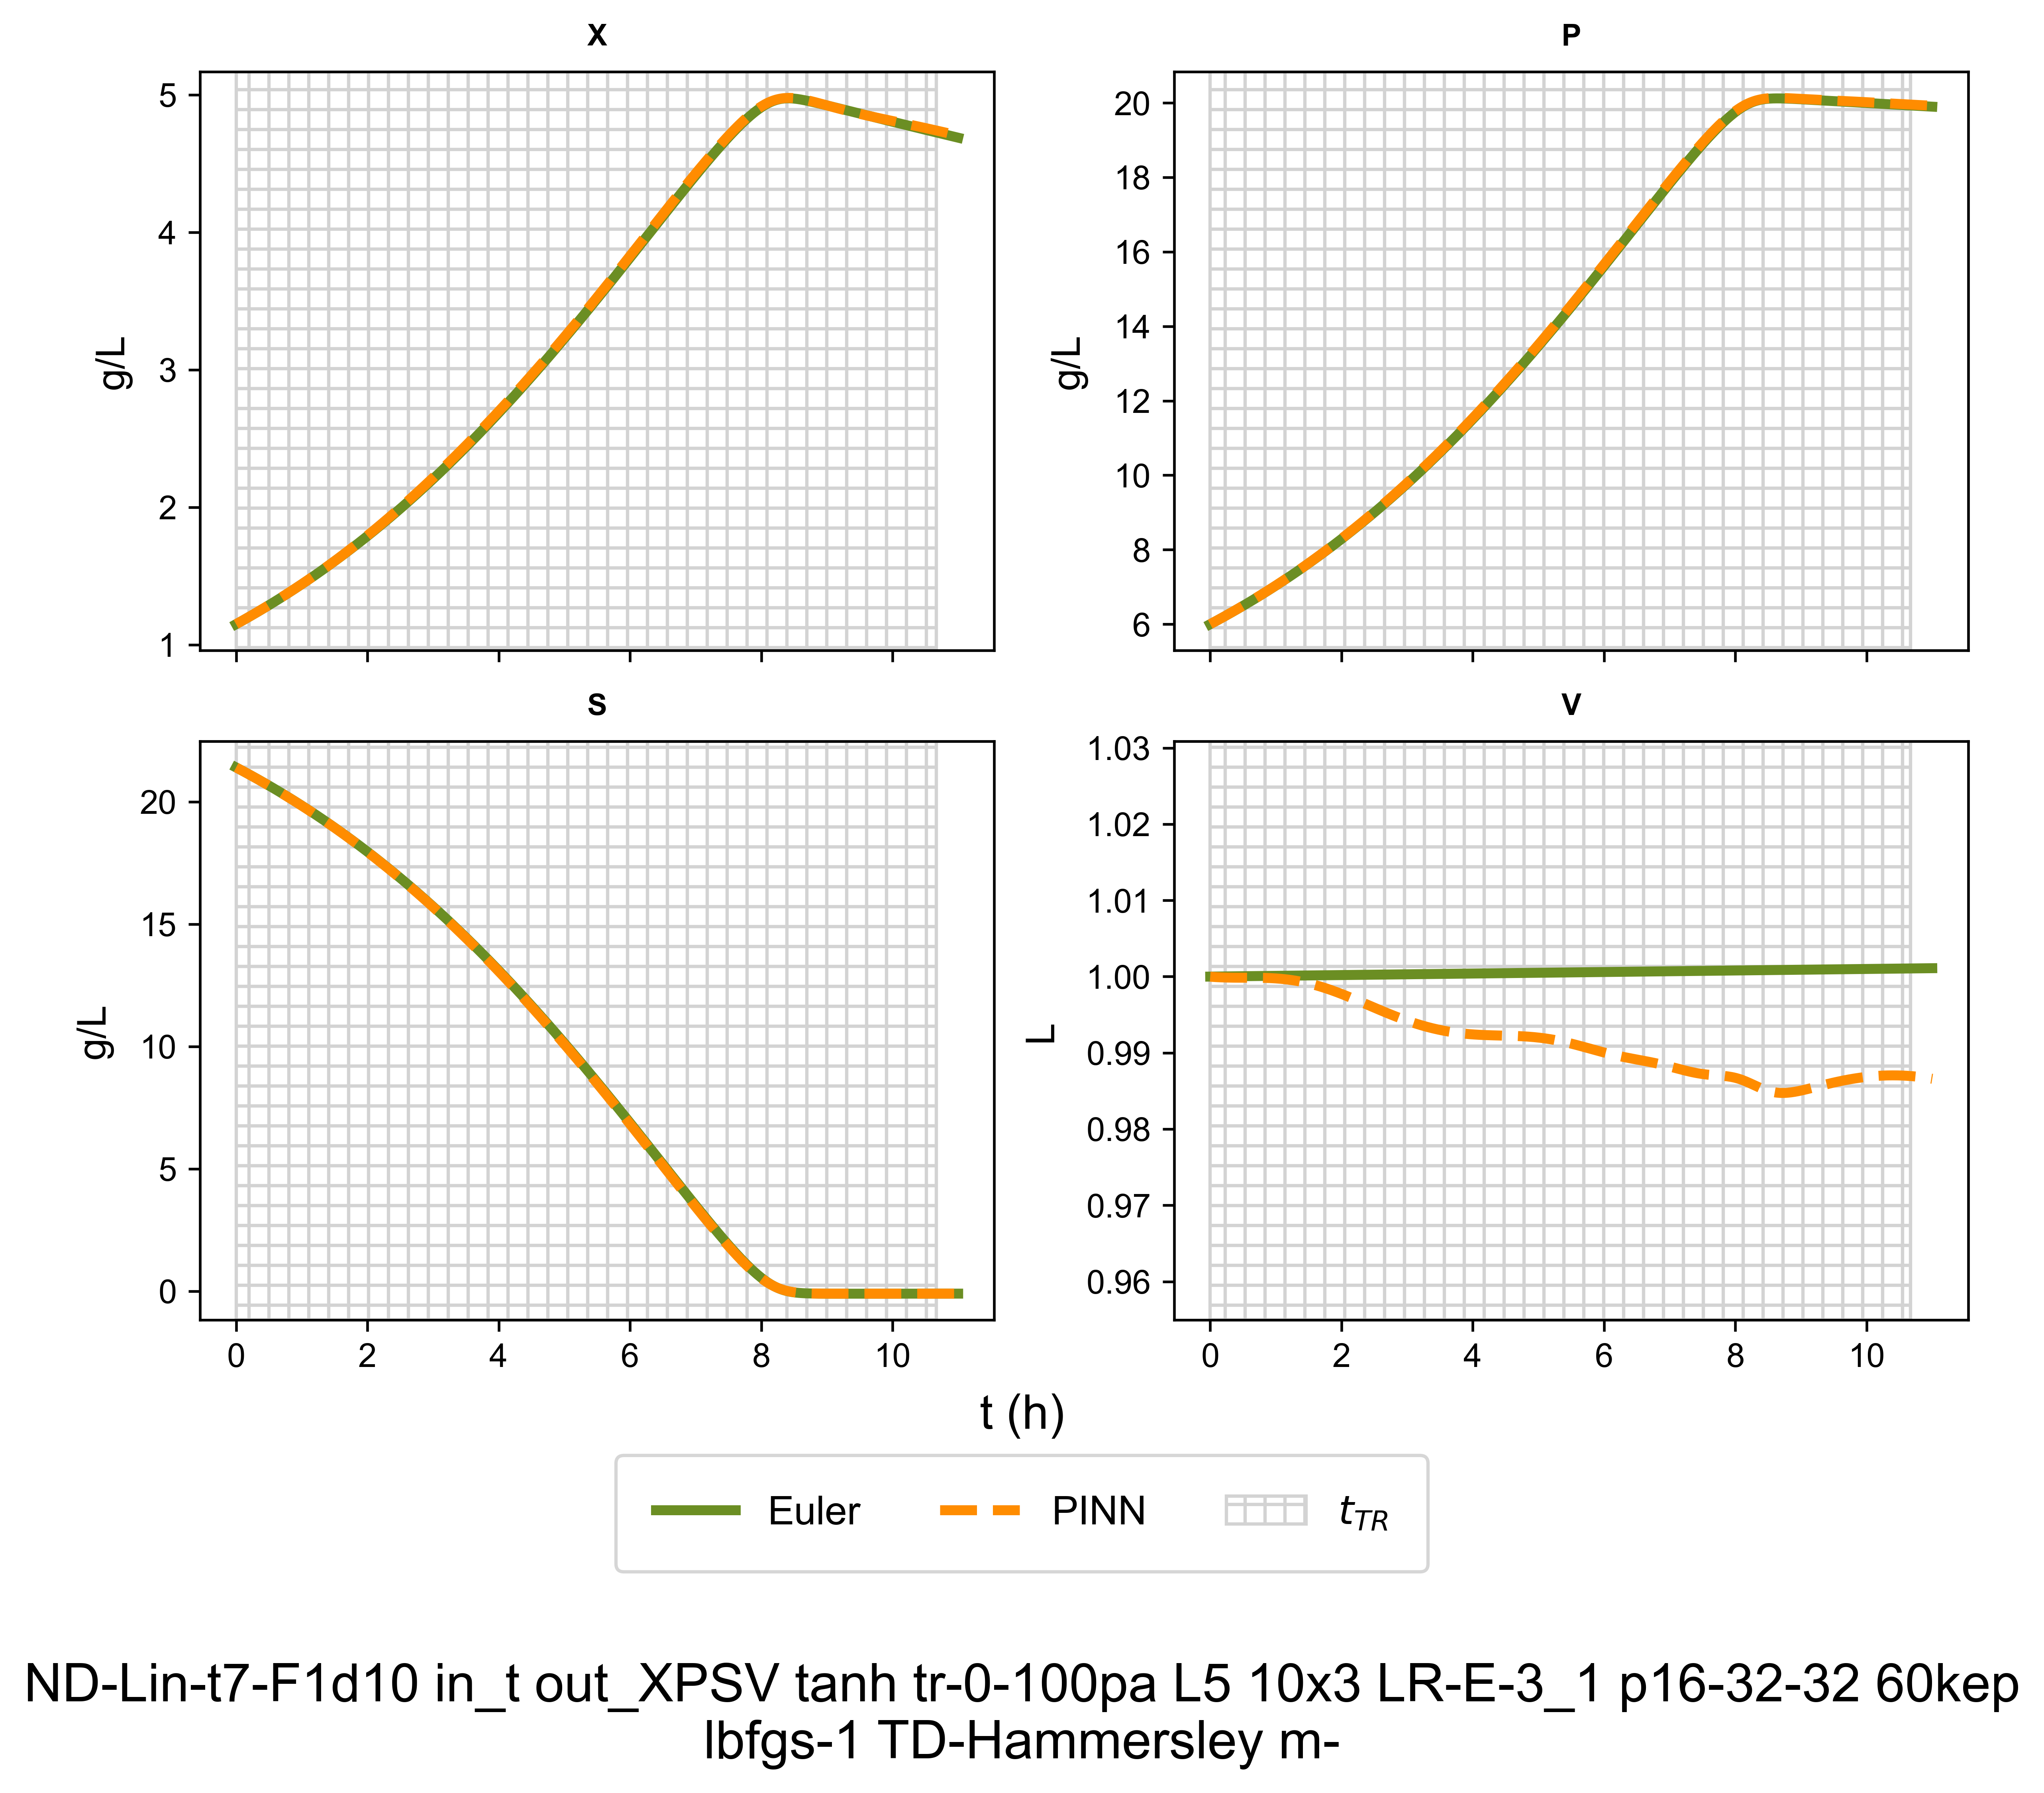 X
5
4
3
2
1
g/L
P
20
18
16
14
12
10
8
6
g/L
S
20
15
10
5
0
g/L
0 2 4 6 8 10
V
1.03
1.02
1.01
1.00
0.99
0.98
0.97
0.96
L
0 2 4 6 8 10
t (h)
Euler PINN t_{TR}
ND-Lin-t7-F1d10 in_t out_XPSV tanh tr-0-100pa L5 10x3 LR-E-3_1 p16-32-32 60kep
lbfgs-1 TD-Hammersley m-